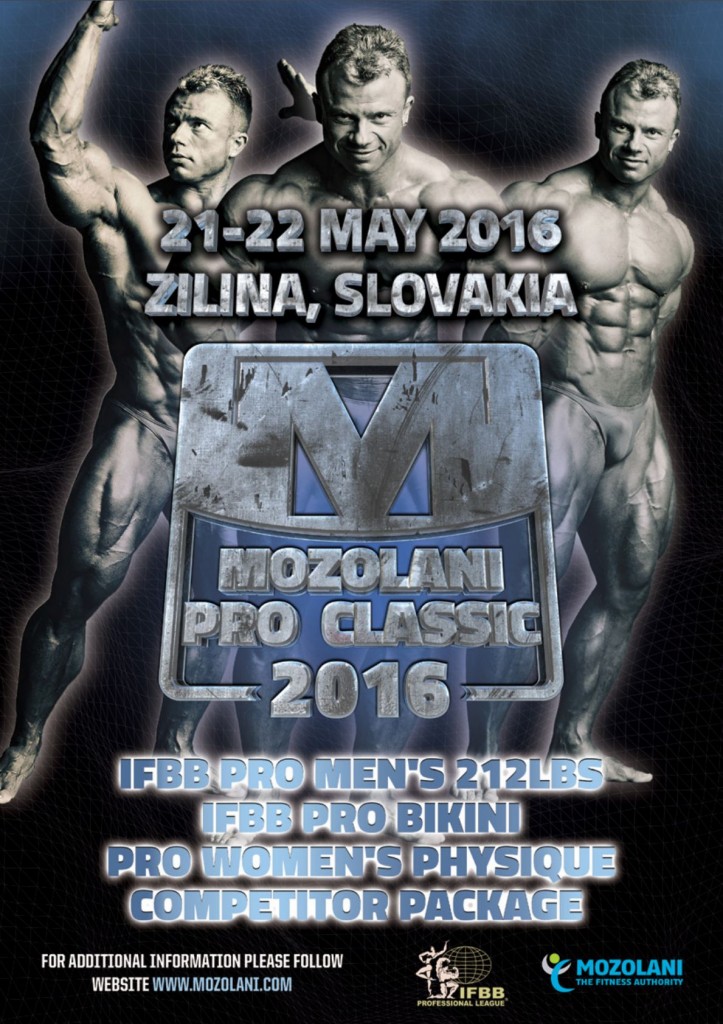 21-22 MAY 2016
ZILINA, SLOVAKIA
M
MOZOLANI
PRO CLASSIC
2016
IFBB PRO MEN'S 212LBS
IFBB PRO BIKINI
PRO WOMEN'S PHYSIQUE
COMPETITOR PACKAGE
FOR ADDITIONAL INFORMATION PLEASE FOLLOW
WEBSITE WWW.MOZOLANI.COM
IFBB
PROFESSIONAL LEAGUE
MOZOLANI
THE FITNESS AUTHORITY